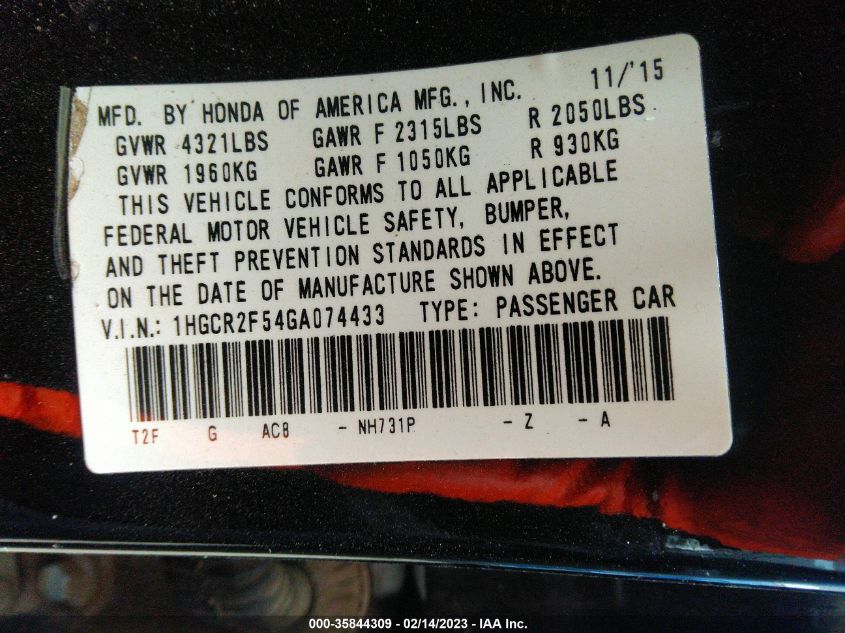 11/'15
MFD. BY HONDA OF AMERICA MFG., INC.
GVWR 4321LBS GAWR F 2315LBS R 2050LBS
GVWR 1960KG GAWR F 1050KG R 930KG
THIS VEHICLE CONFORMS TO ALL APPLICABLE
FEDERAL MOTOR VEHICLE SAFETY, BUMPER,
AND THEFT PREVENTION STANDARDS IN EFFECT
ON THE DATE OF MANUFACTURE SHOWN ABOVE.
V.I.N.: 1HGCR2F54GA074433 TYPE: PASSENGER CAR
T2F G AC8 - NH731P - Z - A
000-35844309 - 02/14/2023 - IAA Inc.